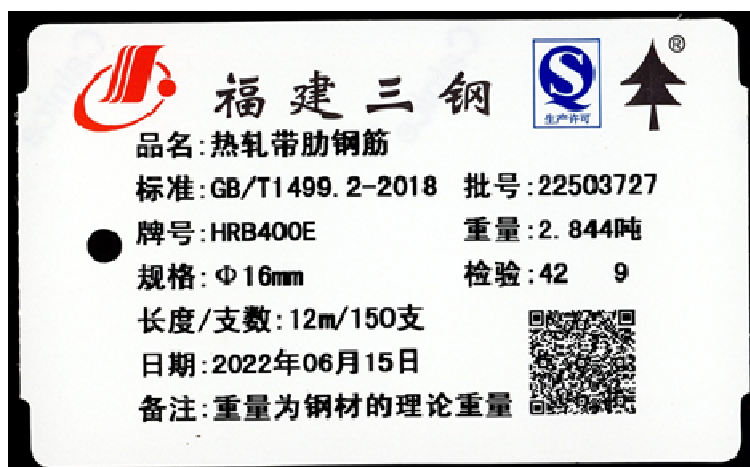 福建三钢 ®
生产许可
品名:热轧带肋钢筋
标准:GB/T1499.2-2018 批号:22503727
牌号:HRB400E 重量:2.844吨
规格:Φ16mm 检验:42 9
长度/支数:12m/150支
日期:2022年06月15日
备注:重量为钢材的理论重量